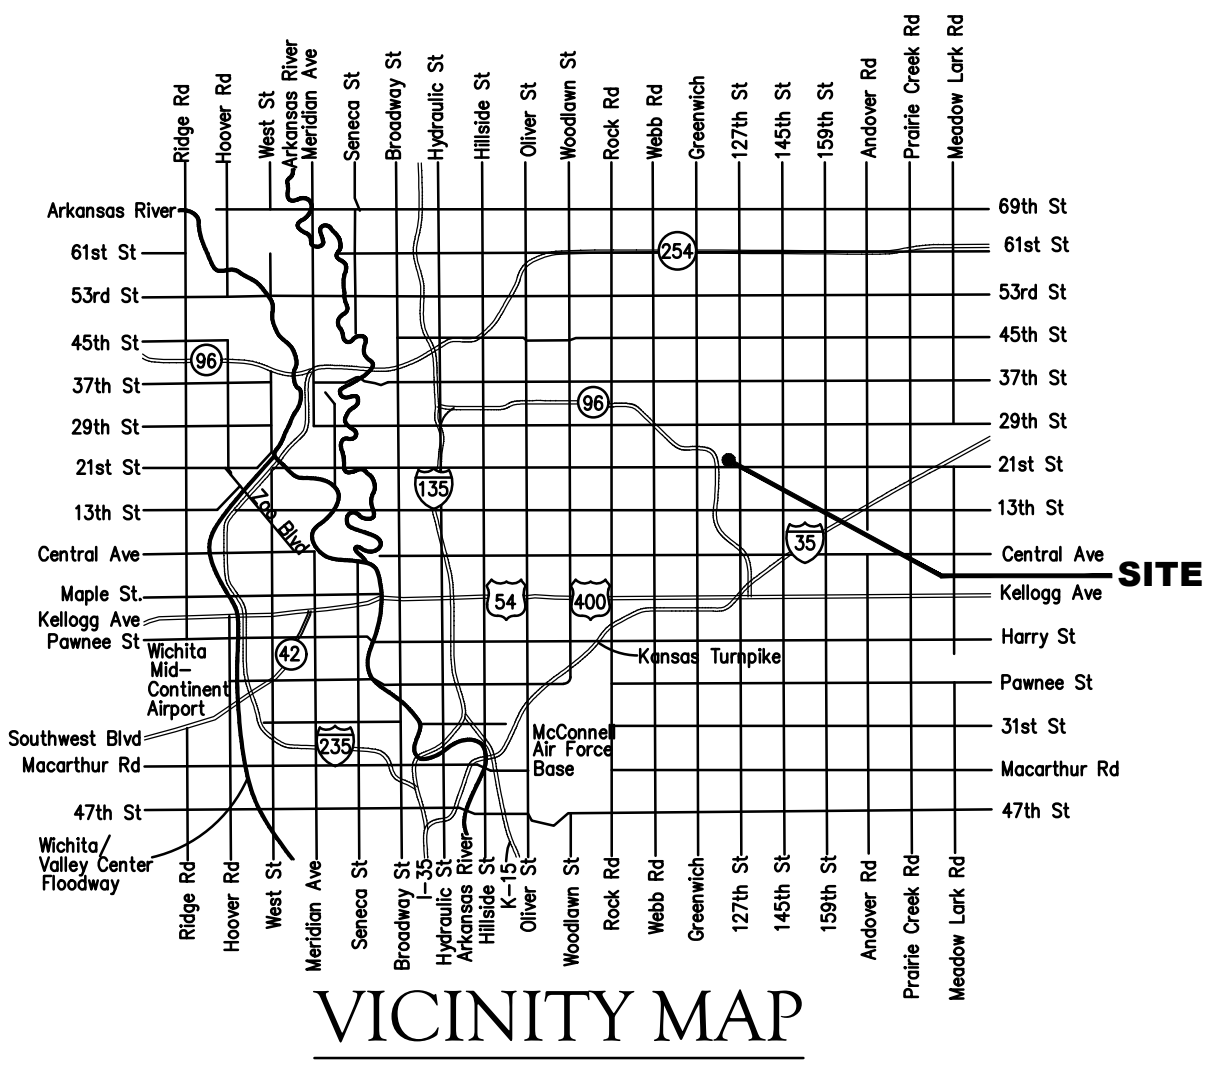 Ridge Rd
Hoover Rd
West St
Arkansas River
Meridian Ave
Seneca St
Broadway St
Hydraulic St
Hillside St
Oliver St
Woodlawn St
Rock Rd
Webb Rd
Greenwich
127th St
145th St
159th St
Andover Rd
Prairie Creek Rd
Meadow Lark Rd
Arkansas River
61st St
53rd St
45th St
37th St
29th St
21st St
13th St
Central Ave
Maple St.
Kellogg Ave
Pawnee St
Wichita
Mid-
Continent
Airport
Southwest Blvd
Macarthur Rd
47th St
Wichita/
Valley Center
Floodway
254
96
96
135
Zoo Blvd
35
54
400
42
Kansas Turnpike
235
McConnell
Air Force
Base
69th St
61st St
53rd St
45th St
37th St
29th St
21st St
13th St
Central Ave
SITE
Kellogg Ave
Harry St
Pawnee St
31st St
Macarthur Rd
47th St
Ridge Rd
Hoover Rd
West St
Meridian Ave
Seneca St
Broadway St
I-35
Hydraulic St
Arkansas River
Hillside St
K-15
Oliver St
Woodlawn St
Rock Rd
Webb Rd
Greenwich
127th St
145th St
159th St
Andover Rd
Prairie Creek Rd
Meadow Lark Rd
VICINITY MAP